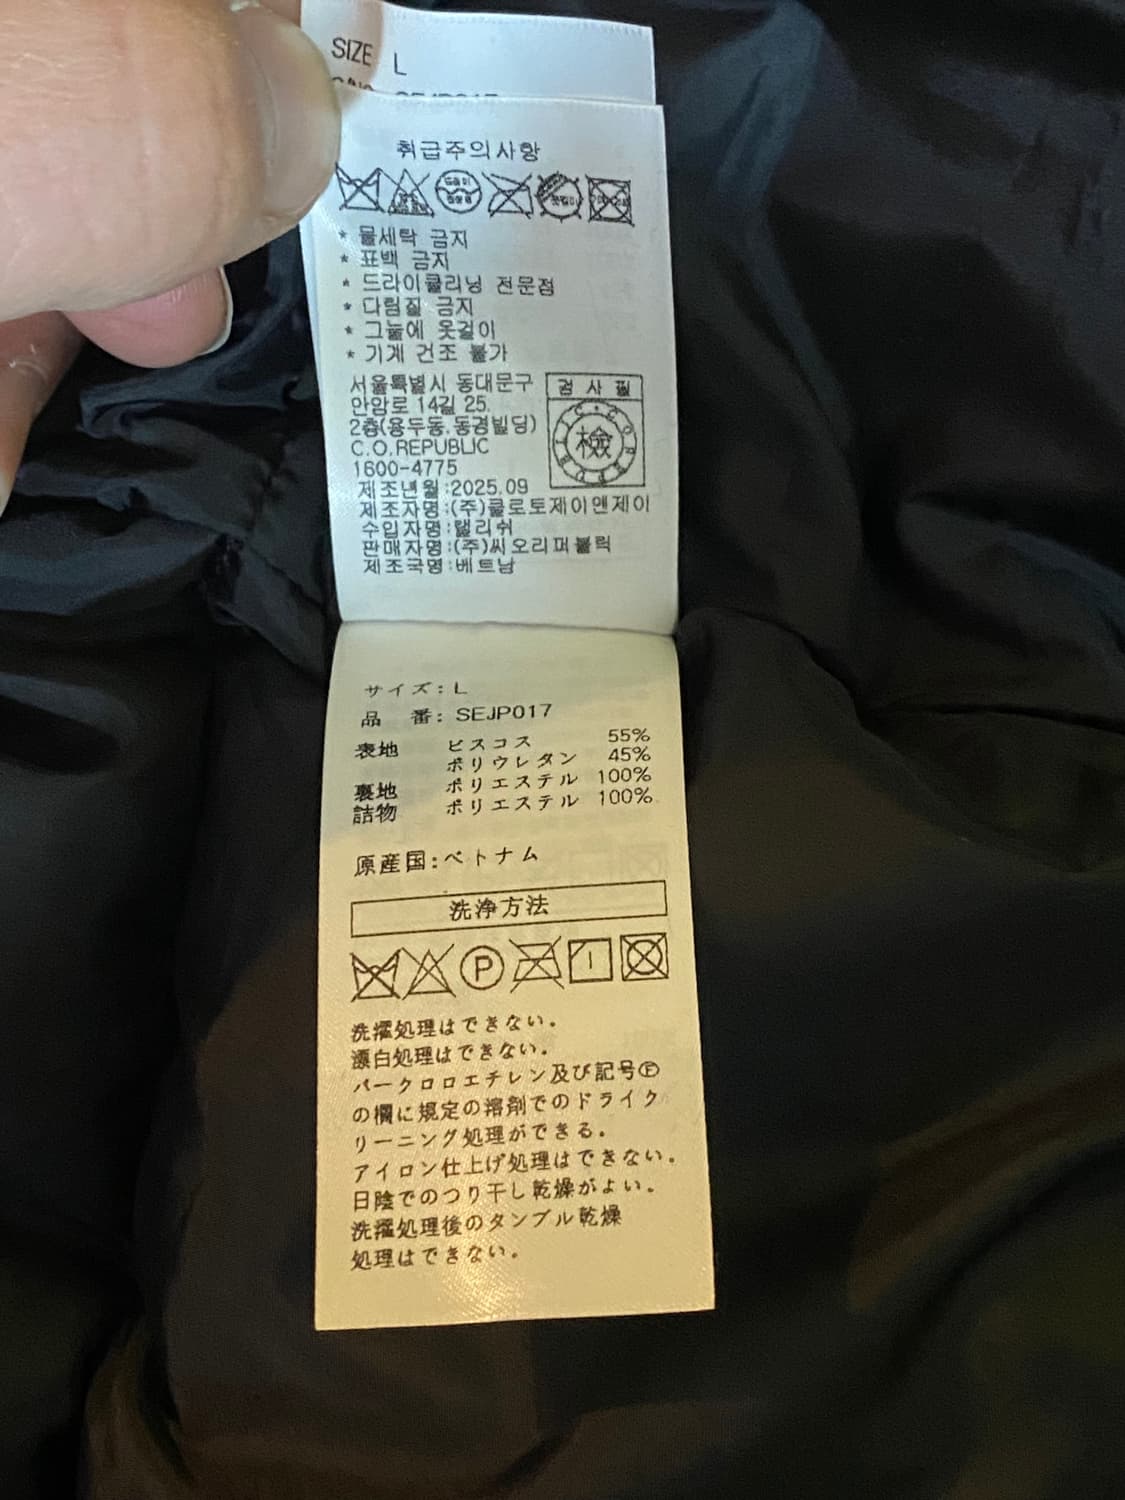 SIZE L
SEJP017
취급주의사항
* 물세탁 금지
* 표백 금지
* 드라이클리닝 전문점
* 다림질 금지
* 그늘에 옷걸이
* 기계 건조 불가
서울특별시 동대문구
안암로 14길 25.
2층(용두동,동경빌딩)
C.O.REPUBLIC
1600-4775
검사필
檢
제조년월:2025.09
제조자명:(주)클로토제이앤제이
수입자명:탤리쉬
판매자명:(주)씨오리퍼블릭
제조국명:베트남
サイズ: L
品 番: SEJP017
表地 ビスコス 55%
ポリウレタン 45%
裏地 ポリエステル 100%
詰物 ポリエステル 100%
原産国:ベトナム
洗浄方法
P
洗濯処理はできない。
漂白処理はできない。
パークロロエチレン及び記号Ⓕ
の欄に規定の溶剤でのドライク
リーニング処理ができる。
アイロン仕上げ処理はできない。
日陰でのつり干し乾燥がよい。
洗濯処理後のタンブル乾燥
処理はできない。